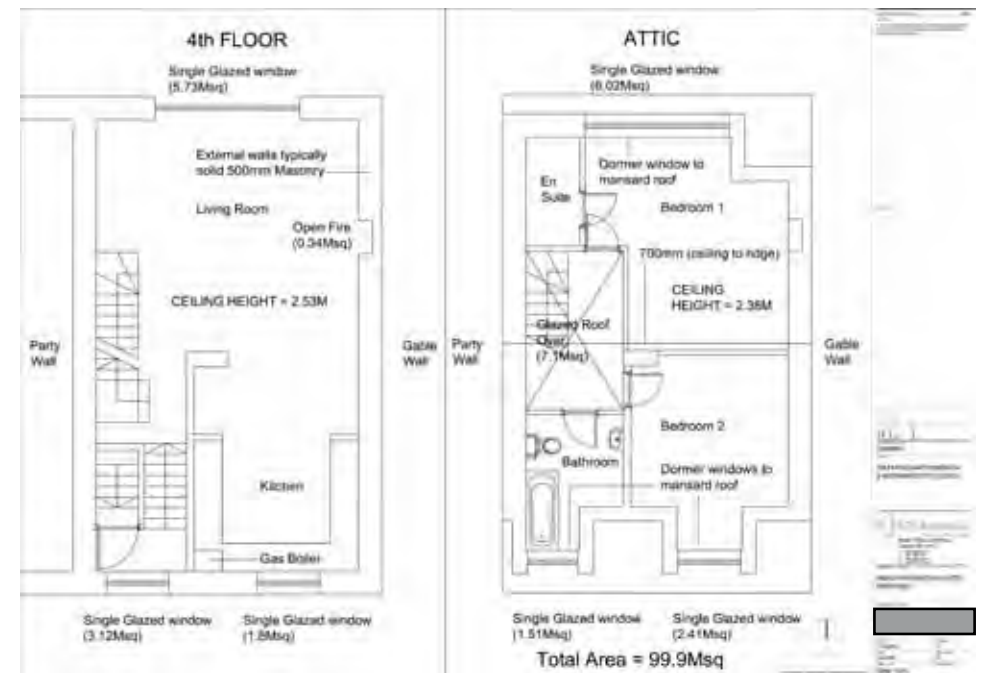 4th FLOOR
Single Glazed window
(5.73Msq)
External walls typically
solid 500mm Masonry
Living Room
Open Fire
(0.34Msq)
CEILING HEIGHT = 2.53M
Party
Wall
Gable
Wall
Kitchen
Gas Boiler
Single Glazed window
(3.12Msq)
Single Glazed window
(1.8Msq)
ATTIC
Single Glazed window
(6.02Msq)
Dormer window to
mansard roof
En
Suite
Bedroom 1
700mm (ceiling to ridge)
CEILING
HEIGHT = 2.38M
Glazed Roof
Over
(7.1Msq)
Party
Wall
Gable
Wall
Bedroom 2
Bathroom
Dormer windows to
mansard roof
Single Glazed window
(1.51Msq)
Single Glazed window
(2.41Msq)
Total Area = 99.9Msq